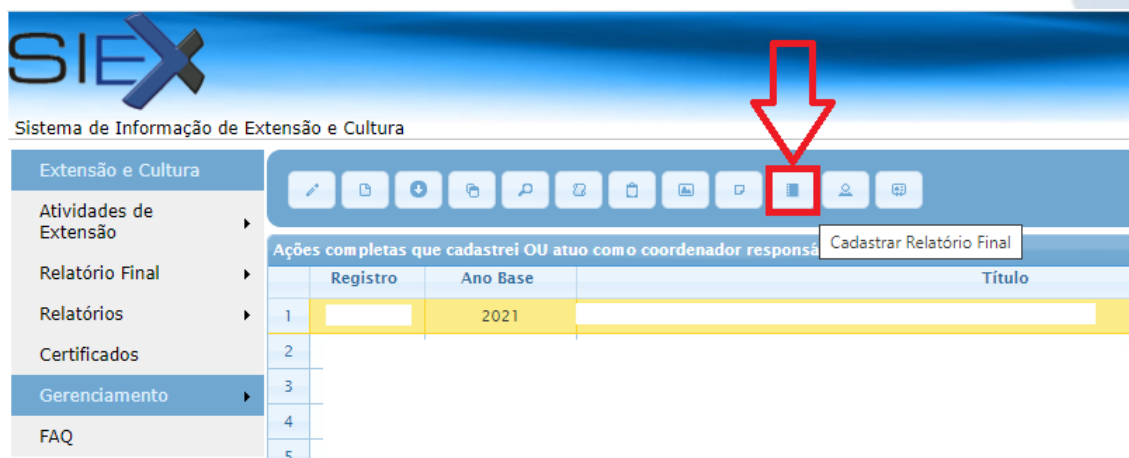 SIEX
Sistema de Informação de Extensão e Cultura
Extensão e Cultura
Atividades de
Extensão
Relatório Final
Relatórios
Certificados
Gerenciamento
FAQ
Cadastrar Relatório Final
Ações completas que cadastrei OU atuo como coordenador responsá
Registro Ano Base Título
1 2021
2
3
4
5